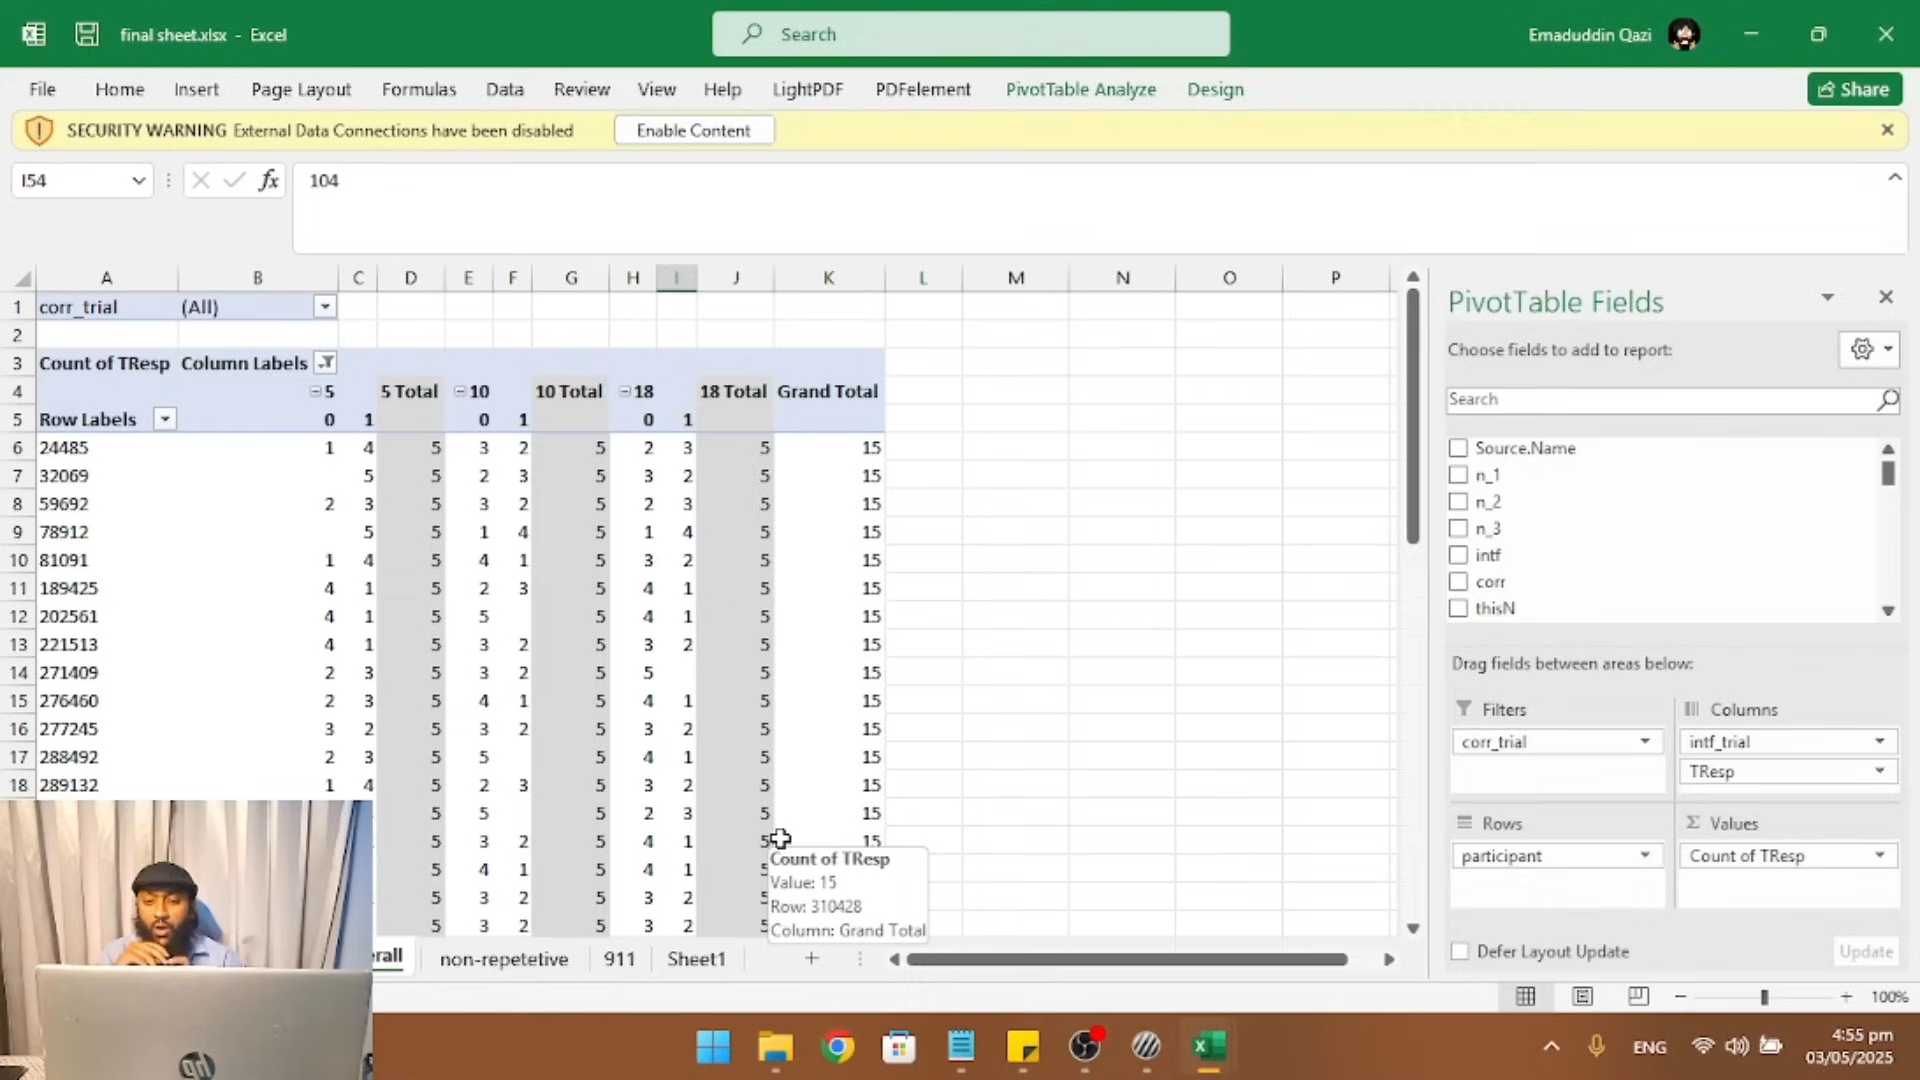 final sheet.xlsx - Excel
Search
Emaduddin Qazi
File Home Insert Page Layout Formulas Data Review View Help LightPDF PDFelement PivotTable Analyze Design Share
SECURITY WARNING External Data Connections have been disabled Enable Content
I54 fx 104
A B C D E F G H I J K L M N O P
1 corr_trial (All)
2
3 Count of TResp Column Labels
4 5 5 Total 10 10 Total 18 18 Total Grand Total
5 Row Labels 0 1 0 1 0 1
6 24485 1 4 5 3 2 5 2 3 5 15
7 32069 5 5 2 3 5 3 2 5 15
8 59692 2 3 5 3 2 5 2 3 5 15
9 78912 5 5 1 4 5 1 4 5 15
10 81091 1 4 5 4 1 5 3 2 5 15
11 189425 4 1 5 2 3 5 4 1 5 15
12 202561 4 1 5 5 5 4 1 5 15
13 221513 4 1 5 3 2 5 3 2 5 15
14 271409 2 3 5 3 2 5 5 5 15
15 276460 2 3 5 4 1 5 4 1 5 15
16 277245 3 2 5 3 2 5 3 2 5 15
17 288492 2 3 5 5 5 4 1 5 15
18 289132 1 4 5 2 3 5 3 2 5 15
5 5 5 2 3 5 15
5 3 2 5 4 1 5 15
5 4 1 5 4 1
5 3 2 5 3 2
5 3 2 5 3 2
Count of TResp
Value: 15
Row: 310428
Column: Grand Total
rall non-repetetive 911 Sheet1
PivotTable Fields
Choose fields to add to report:
Search
Source.Name
n_1
n_2
n_3
intf
corr
thisN
Drag fields between areas below:
Filters
corr_trial
Columns
intf_trial
TResp
Rows
participant
Values
Count of TResp
Defer Layout Update Update
100%
hp
ENG
4:55 pm
03/05/2025